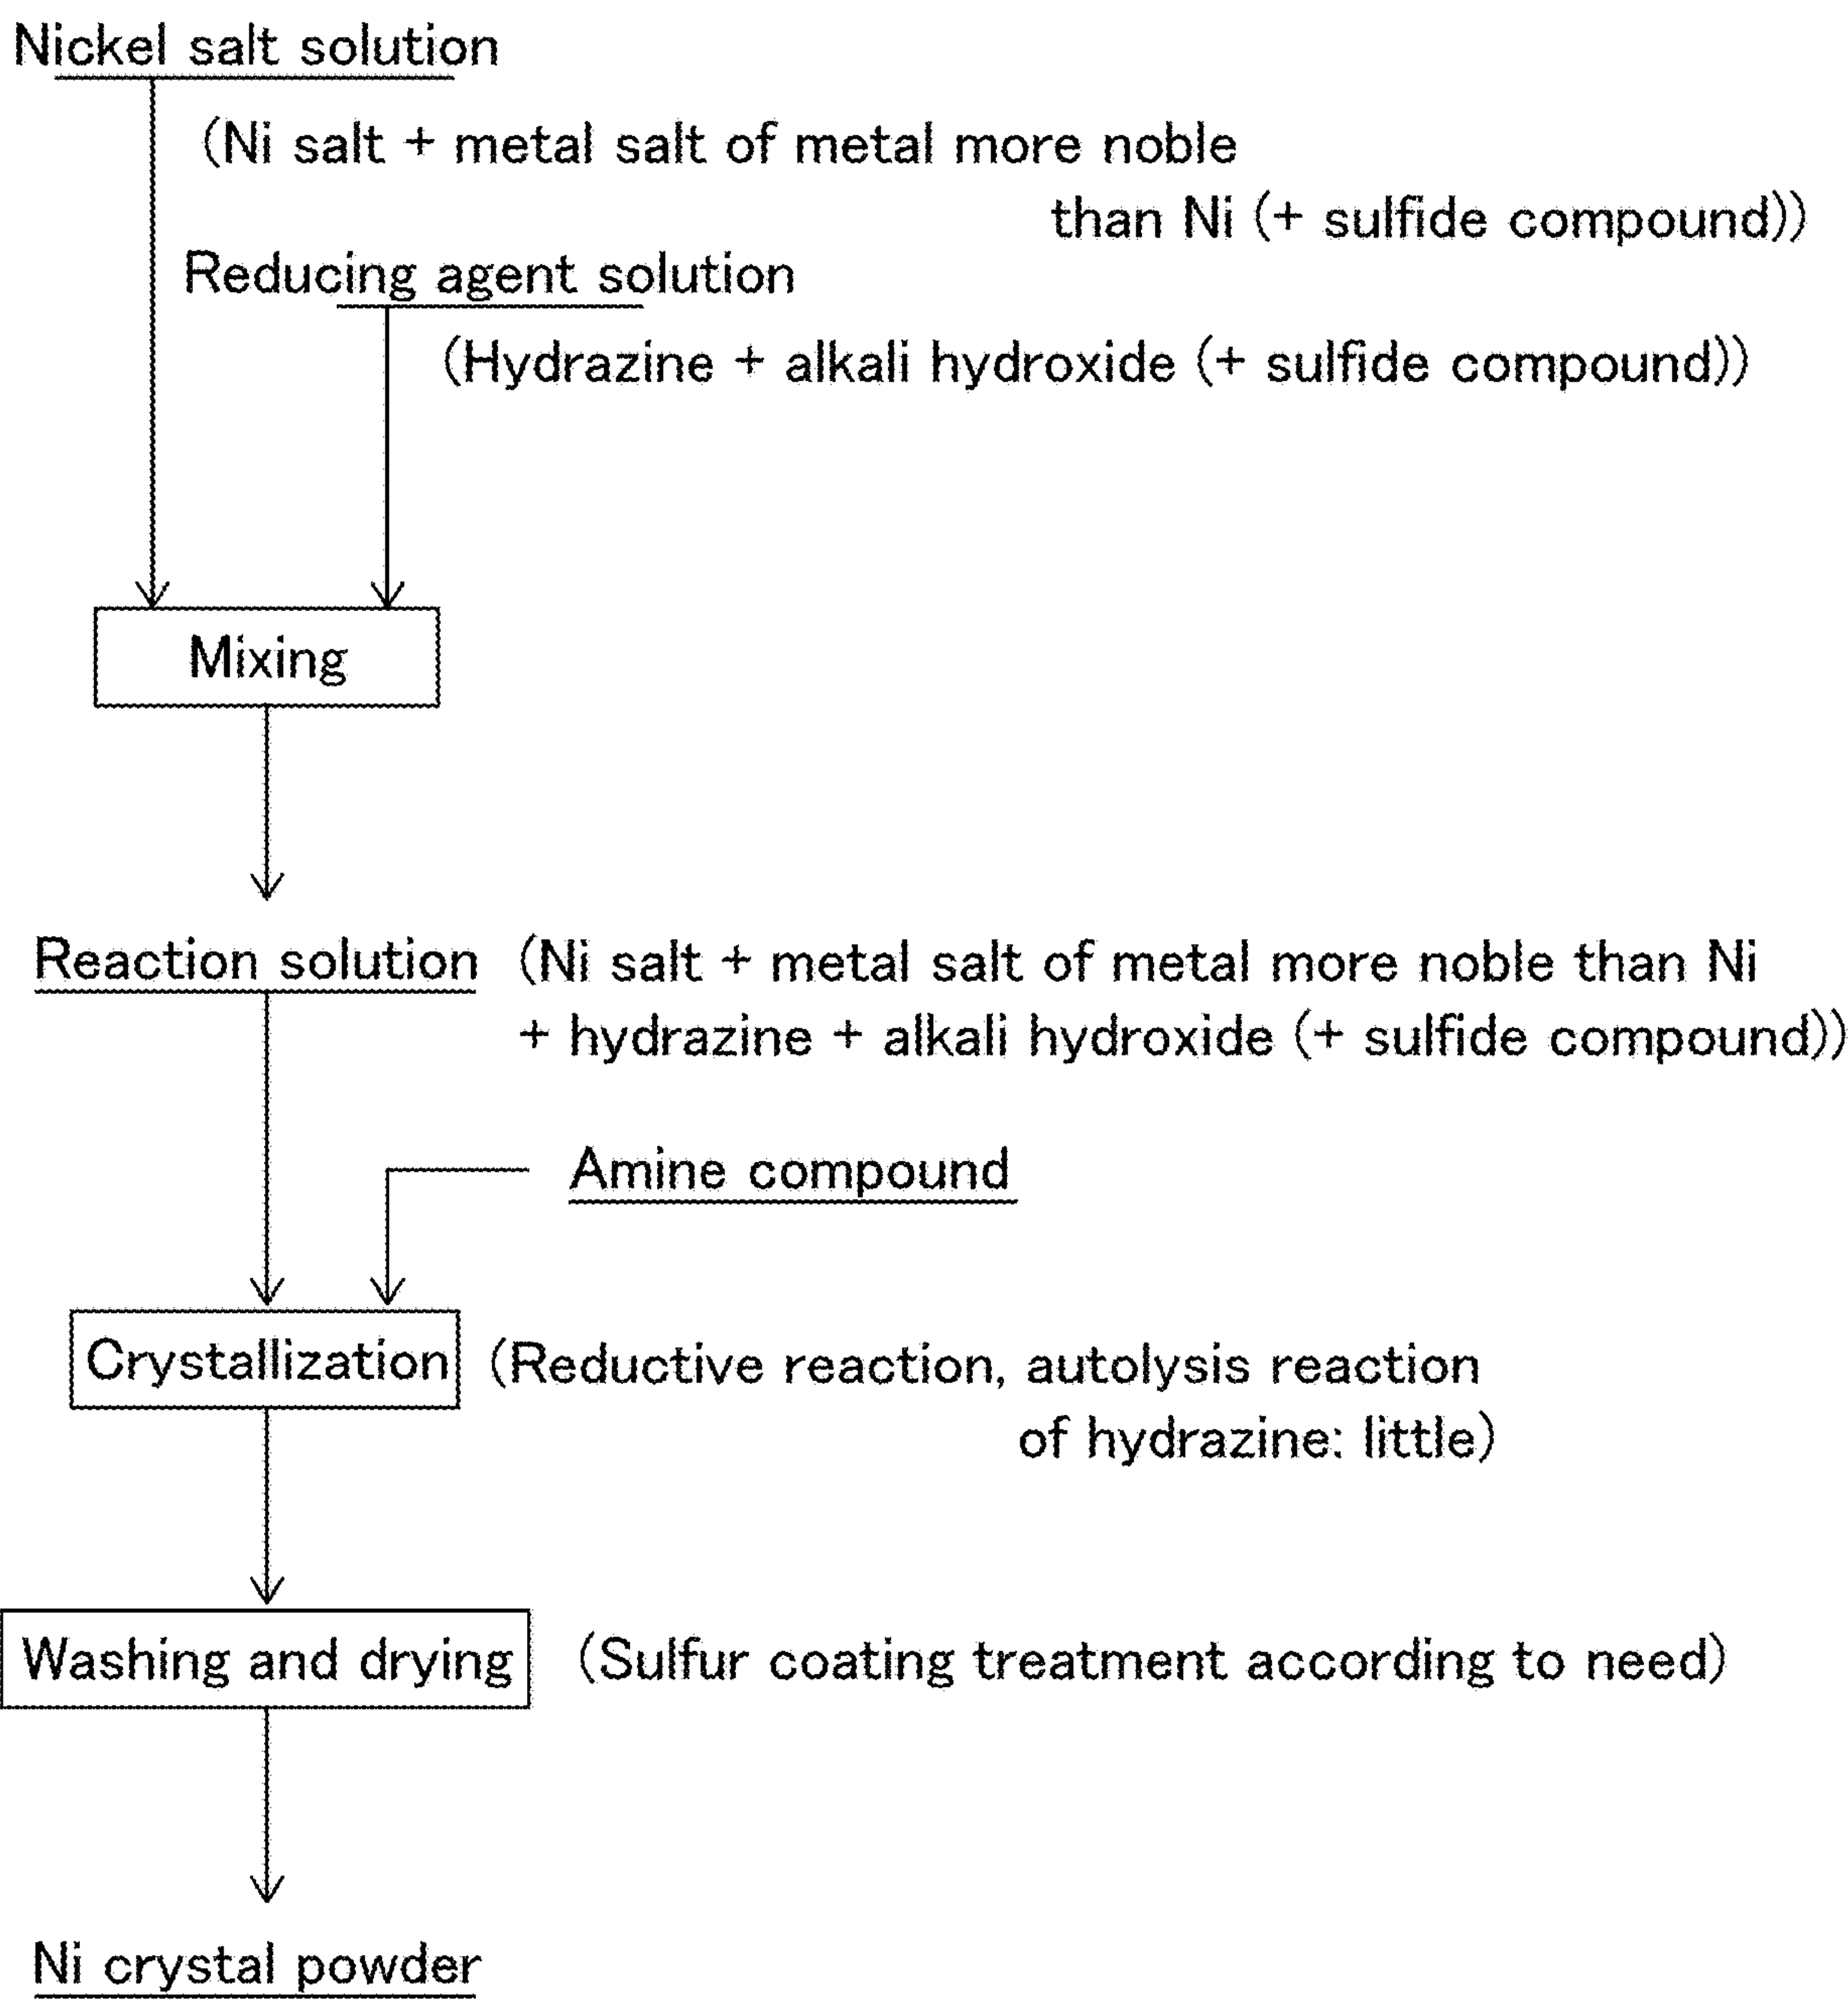 Nickel salt solution
(Ni salt + metal salt of metal more noble
than Ni (+ sulfide compound))
Reducing agent solution
(Hydrazine + alkali hydroxide (+ sulfide compound))
Mixing
Reaction solution (Ni salt + metal salt of metal more noble than Ni
+ hydrazine + alkali hydroxide (+ sulfide compound))
Amine compound
Crystallization (Reductive reaction, autolysis reaction
of hydrazine: little)
Washing and drying (Sulfur coating treatment according to need)
Ni crystal powder